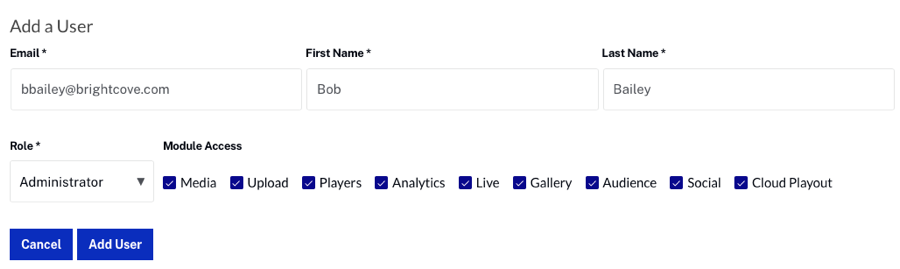 Add a User
Email * First Name * Last Name *
bbailey@brightcove.com Bob Bailey
Role * Module Access
Administrator Media Upload Players Analytics Live Gallery Audience Social Cloud Playout
Cancel Add User